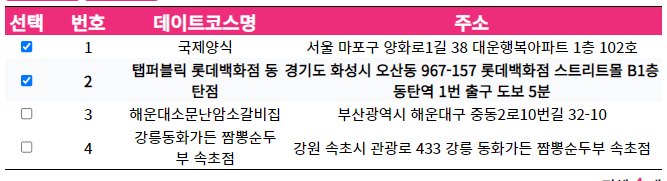 선택 번호 데이트코스명 주소
1 국제양식 서울 마포구 양화로1길 38 대운행복아파트 1층 102호
2 탭퍼블릭 롯데백화점 동탄점 경기도 화성시 오산동 967-157 롯데백화점 스트리트몰 B1층 동탄역 1번 출구 도보 5분
3 해운대소문난암소갈비집 부산광역시 해운대구 중동2로10번길 32-10
4 강릉동화가든 짬뽕순두부 속초점 강원 속초시 관광로 433 강릉 동화가든 짬뽕순두부 속초점